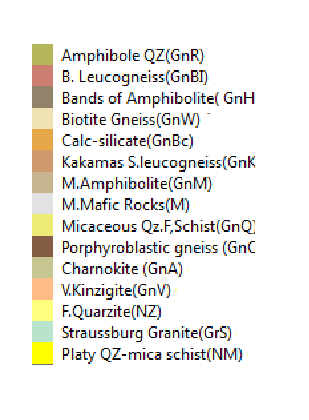 Amphibole QZ(GnR)
B. Leucogneiss(GnBI)
Bands of Amphibolite( GnH
Biotite Gneiss(GnW)
Calc-silicate(GnBc)
Kakamas S.leucogneiss(GnK
M.Amphibolite(GnM)
M.Mafic Rocks(M)
Micaceous Qz.F,Schist(GnQ)
Porphyroblastic gneiss (GnC
Charnokite (GnA)
V.Kinzigite(GnV)
F.Quarzite(NZ)
Straussburg Granite(GrS)
Platy QZ-mica schist(NM)